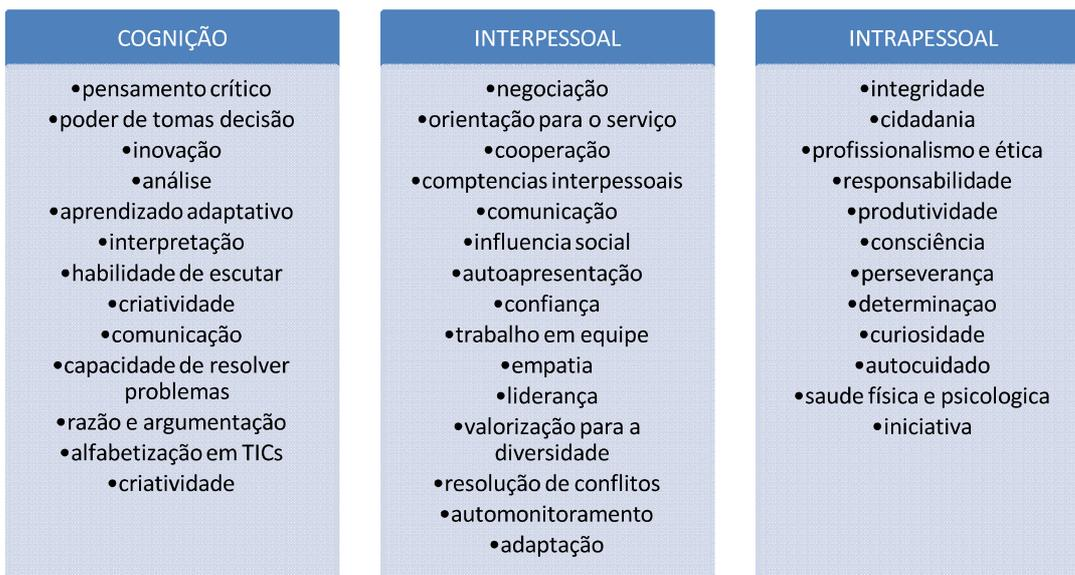 COGNIÇÃO
•pensamento crítico
•poder de tomas decisão
•inovação
•análise
•aprendizado adaptativo
•interpretação
•habilidade de escutar
•criatividade
•comunicação
•capacidade de resolver
problemas
•razão e argumentação
•alfabetização em TICs
•criatividade
INTERPESSOAL
•negociação
•orientação para o serviço
•cooperação
•comptencias interpessoais
•comunicação
•influencia social
•autoapresentação
•confiança
•trabalho em equipe
•empatia
•liderança
•valorização para a
diversidade
•resolução de conflitos
•automonitoramento
•adaptação
INTRAPESSOAL
•integridade
•cidadania
•profissionalismo e ética
•responsabilidade
•produtividade
•consciência
•perseverança
•determinaçao
•curiosidade
•autocuidado
•saude física e psicologica
•iniciativa